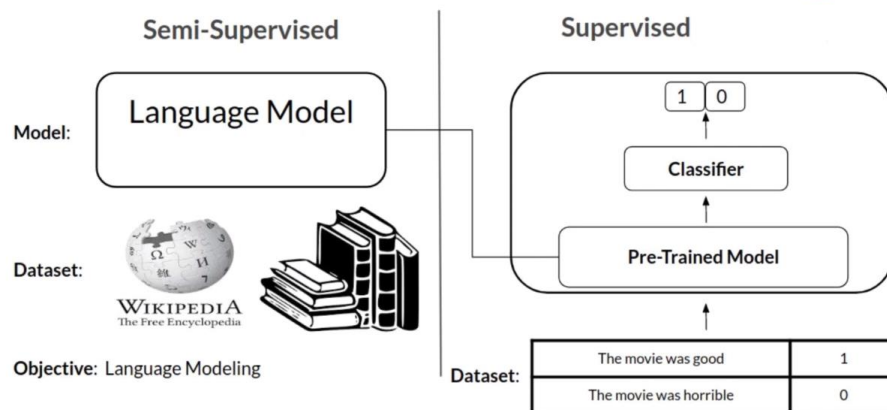 Semi-Supervised
Model:
Language Model
Dataset:
Ω
W
И
維
WIKIPEDIA
The Free Encyclopedia
Objective: Language Modeling
Supervised
1 0
Classifier
Pre-Trained Model
Dataset:
The movie was good 1
The movie was horrible 0